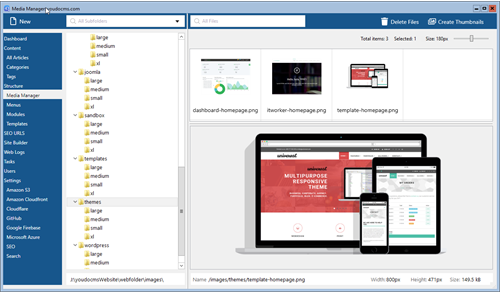 Media Manager - youdocms.com
New
All Subfolders
All Files
Delete Files
Create Thumbnails
Dashboard
Content
All Articles
Categories
Tags
Structure
Media Manager
Menus
Modules
Templates
SEO URLS
Site Builder
Web Logs
Tasks
Users
Settings
Amazon S3
Amazon Cloudfront
Cloudflare
GitHub
Google Firebase
Microsoft Azure
SEO
Search
large
medium
small
xl
joomla
large
medium
small
xl
sandbox
large
medium
small
xl
templates
large
medium
small
xl
themes
large
medium
small
xl
wordpress
large
medium
small
xl
Total items: 3 Selected: 1 Size: 180px
dashboard-homepage.png
itworker-homepage.png
template-homepage.png
universal
MULTIPURPOSE
RESPONSIVE
THEME
I:\youdocmsWebsite\webfolder\images\
Name: /images/themes/template-homepage.png
Width: 800px Height: 471px Size: 149.5 kB